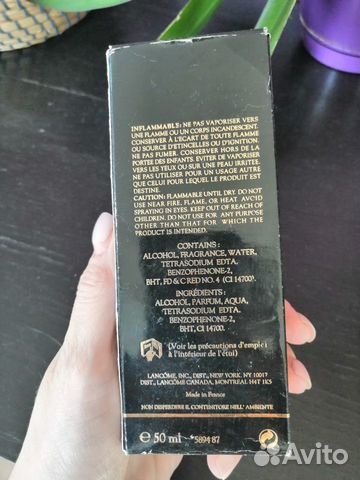 INFLAMMABLE: NE PAS VAPORISER VERS
UNE FLAMME OU UN CORPS INCANDESCENT.
CONSERVER À L'ÉCART DE TOUTE FLAMME
OU SOURCE D'ÉTINCELLES OU D'IGNITION.
NE PAS FUMER. CONSERVER HORS DE LA
PORTÉE DES ENFANTS. EVITER DE VAPORISER
VERS LES YEUX OU SUR UNE PEAU IRRITÉE.
NE PAS UTILISER POUR UN USAGE AUTRE
QUE CELUI POUR LEQUEL LE PRODUIT EST
DESTINÉ.
CAUTION: FLAMMABLE UNTIL DRY. DO NOT
USE NEAR FIRE, FLAME, OR HEAT. AVOID
SPRAYING IN EYES. KEEP OUT OF REACH OF
CHILDREN. DO NOT USE FOR ANY PURPOSE
OTHER THAN THAT FOR WHICH THE
PRODUCT IS INTENDED.
CONTAINS :
ALCOHOL, FRAGRANCE, WATER,
TETRASODIUM EDTA,
BENZOPHENONE-2,
BHT, FD & C RED NO. 4 (CI 14700).
INGRÉDIENTS :
ALCOHOL, PARFUM, AQUA,
TETRASODIUM EDTA,
BENZOPHENONE-2,
BHT, CI 14700.
(Voir les précautions d'emploi
à l'intérieur de l'étui)
LANCÔME, INC., DIST., NEW YORK, NY 10017
DIST., LANCÔME CANADA, MONTREAL H4T 1K5
Made in France
NON DISPERDERE IL CONTENITORE NELL' AMBIENTE
℮ 50 ml *5894 87
Avito